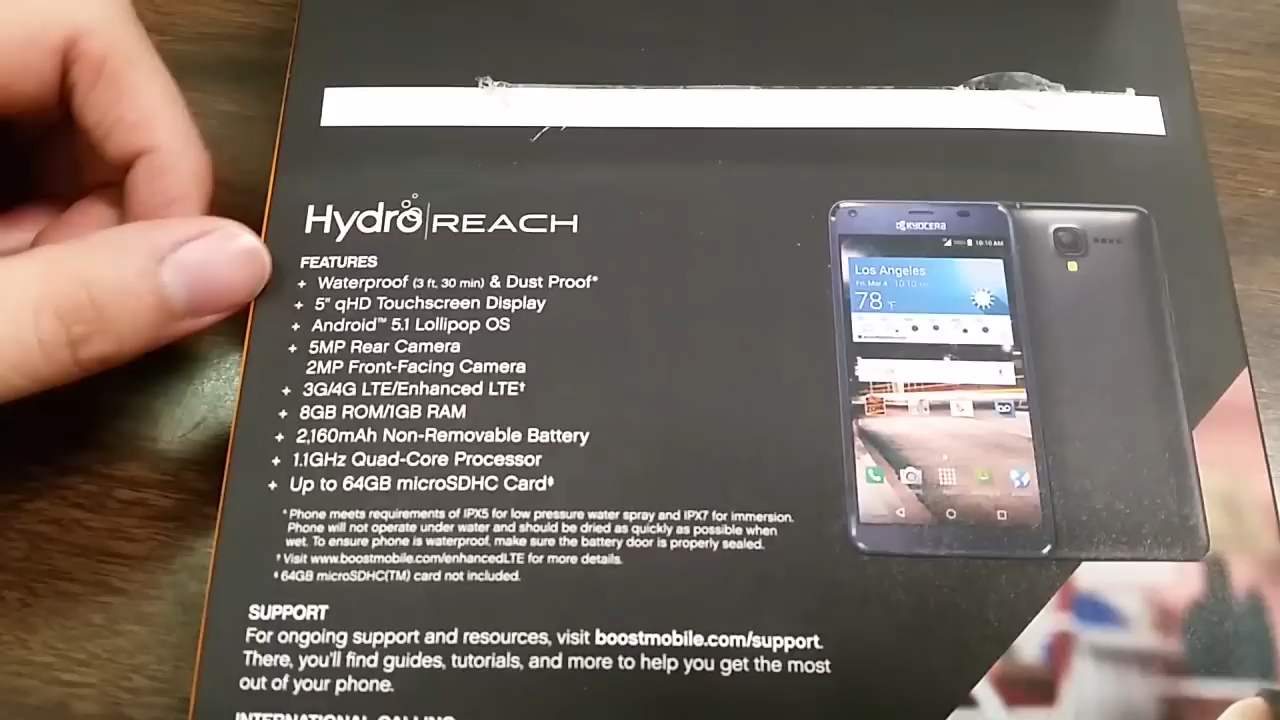 Hydro|REACH
FEATURES
+ Waterproof (3 ft, 30 min) & Dust Proof*
+ 5" qHD Touchscreen Display
+ Android™ 5.1 Lollipop OS
+ 5MP Rear Camera
2MP Front-Facing Camera
+ 3G/4G LTE/Enhanced LTE†
+ 8GB ROM/1GB RAM
+ 2,160mAh Non-Removable Battery
+ 1.1GHz Quad-Core Processor
+ Up to 64GB microSDHC Card‡
* Phone meets requirements of IPX5 for low pressure water spray and IPX7 for immersion.
Phone will not operate under water and should be dried as quickly as possible when
wet. To ensure phone is waterproof, make sure the battery door is properly sealed.
† Visit www.boostmobile.com/enhancedLTE for more details.
‡ 64GB microSDHC(TM) card not included.
SUPPORT
For ongoing support and resources, visit boostmobile.com/support.
There, you'll find guides, tutorials, and more to help you get the most
out of your phone.
INTERNATIONAL CALLING
KYOCERA
10:10 AM
Los Angeles
Fri, Mar 4 10:10
78 °F